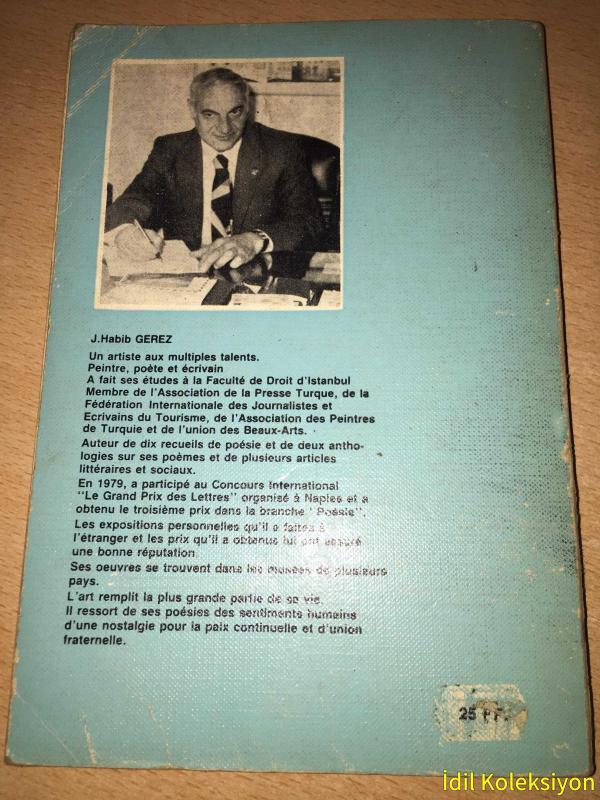 J.Habib GEREZ
Un artiste aux multiples talents.
Peintre, poète et écrivain
A fait ses études à la Faculté de Droit d'Istanbul
Membre de l'Association de la Presse Turque, de la
Fédération Internationale des Journalistes et
Ecrivains du Tourisme, de l'Association des Peintres
de Turquie et de l'union des Beaux-Arts.
Auteur de dix recueils de poésie et de deux antho-
logies sur ses poèmes et de plusieurs articles
littéraires et sociaux.
En 1979, a participé au Concours International
"Le Grand Prix des Lettres" organisé à Naples et a
obtenu le troisième prix dans la branche "Poésie".
Les expositions personnelles qu'il a faites à
l'étranger et les prix qu'il a obtenus lui ont assuré
une bonne réputation.
Ses oeuvres se trouvent dans les musées de plusieurs
pays.
L'art remplit la plus grande partie de sa vie.
Il ressort de ses poésies des sentiments humains
d'une nostalgie pour la paix continuelle et d'union
fraternelle.
25
İdil Koleksiyon